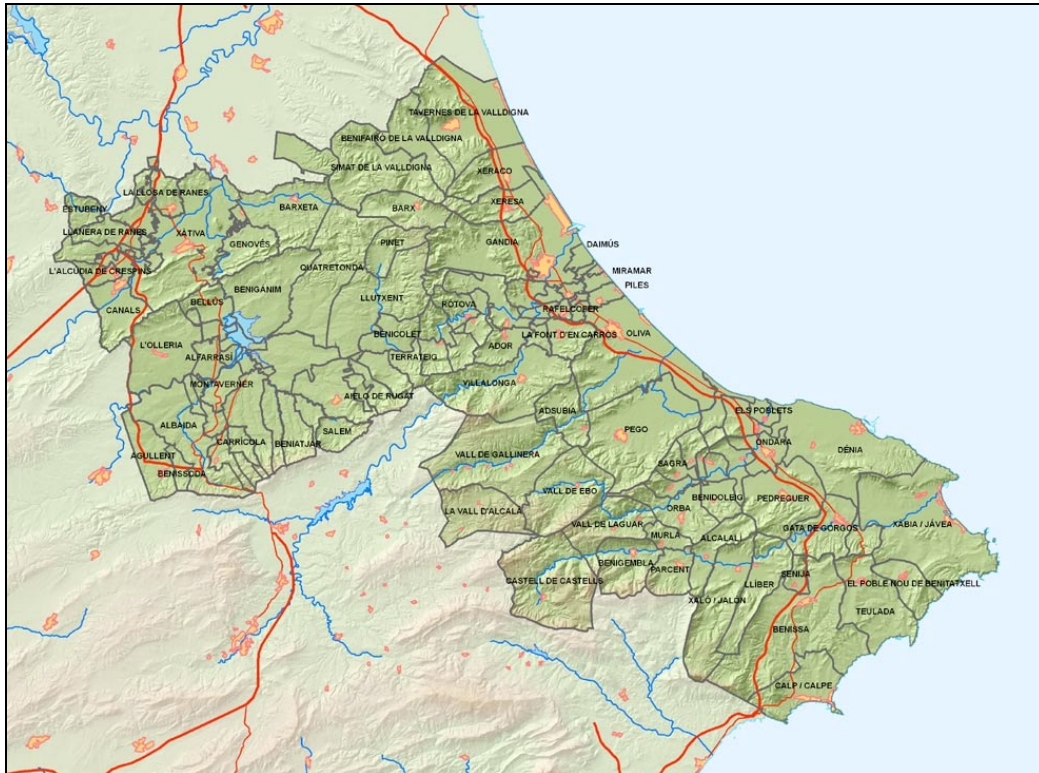 TAVERNES DE LA VALLDIGNA
BENIFAIRÓ DE LA VALLDIGNA
SIMAT DE LA VALLDIGNA
XERACO
LA LLOSA DE RANES
XERESA
ESTUBENY
BARXETA
BARX
LLANERA DE RANES
XÀTIVA
GENOVÉS
PINET
GANDIA
DAIMÚS
L'ALCÚDIA DE CRESPINS
QUATRETONDA
MIRAMAR
BENIGÀNIM
PILES
BELLÚS
LLUTXENT
RÓTOVA
CANALS
RAFELCOFER
BENICOLET
LA FONT D'EN CARRÒS
OLIVA
L'OLLERIA
ADOR
ALFARRASÍ
TERRATEIG
MONTAVERNER
VILLALONGA
AIELO DE RUGAT
ADSUBIA
ELS POBLETS
ALBAIDA
SALEM
PEGO
CARRÍCOLA
BENIATJAR
ONDARA
DÉNIA
AGULLENT
VALL DE GALLINERA
SAGRA
BENISSODA
VALL DE EBO
BENIDOLEIG
PEDREGUER
LA VALL D'ALCALÀ
ORBA
VALL DE LAGUAR
GATA DE GORGOS
XÀBIA / JÁVEA
MURLA
ALCALALÍ
BENIGEMBLA
PARCENT
SENIJA
CASTELL DE CASTELLS
LLÍBER
EL POBLE NOU DE BENITATXELL
XALÓ / JALÓN
TEULADA
BENISSA
CALP / CALPE